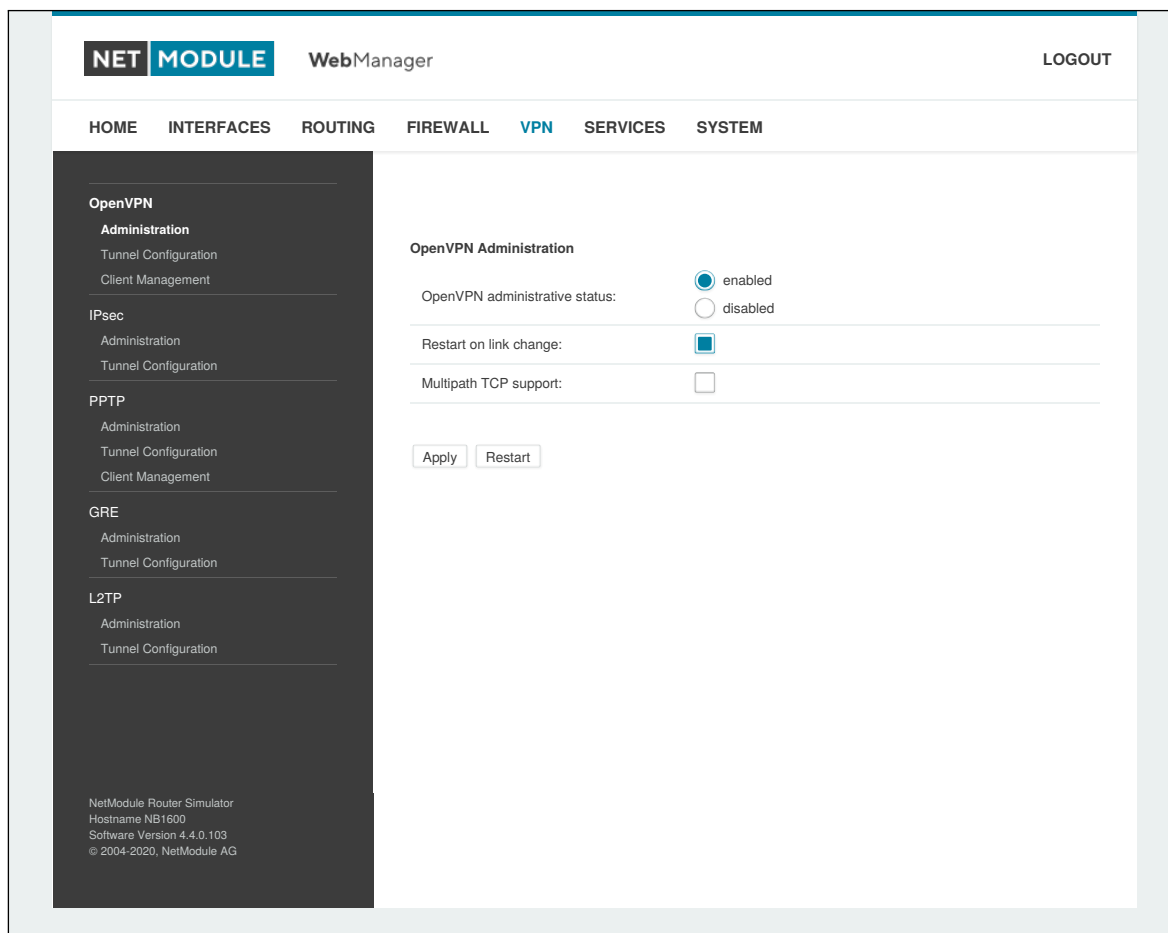 NET MODULE WebManager LOGOUT
HOME INTERFACES ROUTING FIREWALL VPN SERVICES SYSTEM
OpenVPN
Administration
Tunnel Configuration
Client Management
IPsec
Administration
Tunnel Configuration
PPTP
Administration
Tunnel Configuration
Client Management
GRE
Administration
Tunnel Configuration
L2TP
Administration
Tunnel Configuration
NetModule Router Simulator
Hostname NB1600
Software Version 4.4.0.103
© 2004-2020, NetModule AG
OpenVPN Administration
OpenVPN administrative status:
enabled
disabled
Restart on link change:
Multipath TCP support:
Apply Restart